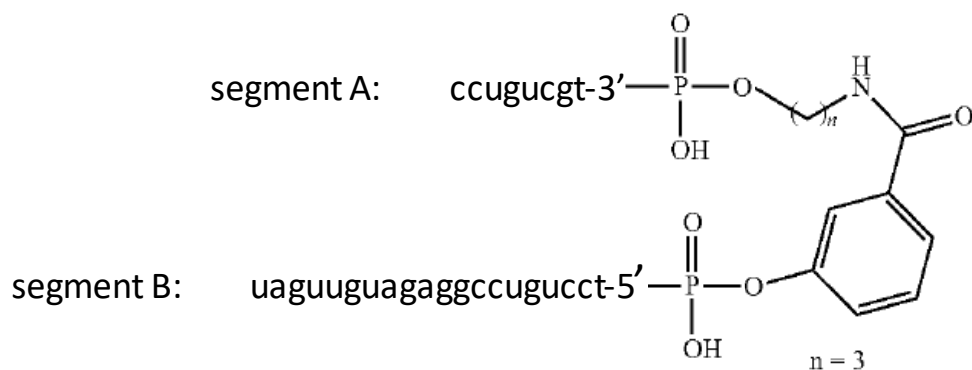 O
H
segment A: ccugucgt-3’ P O ( )n N O
OH
O
segment B: uaguuguagaggccugucct-5’ P O
OH
n = 3